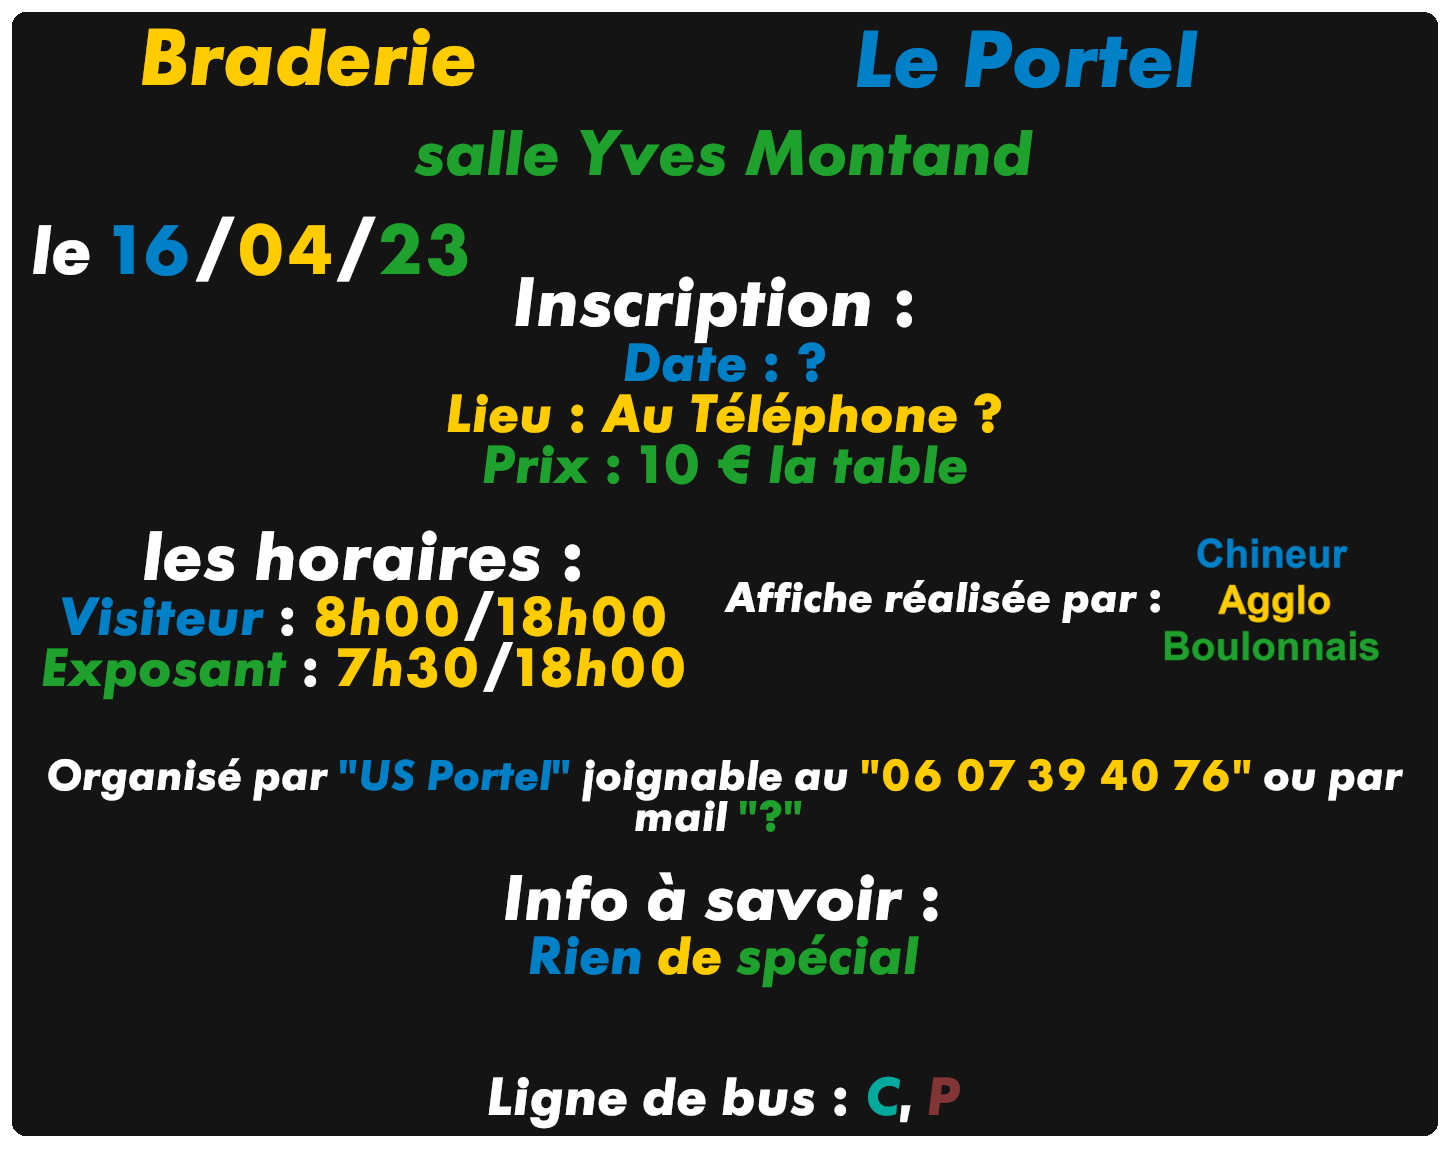 Braderie Le Portel
salle Yves Montand
le 16/04/23
Inscription :
Date : ?
Lieu : Au Téléphone ?
Prix : 10 € la table
les horaires :
Visiteur : 8h00/18h00
Exposant : 7h30/18h00
Affiche réalisée par :
Chineur
Agglo
Boulonnais
Organisé par "US Portel" joignable au "06 07 39 40 76" ou par
mail "?"
Info à savoir :
Rien de spécial
Ligne de bus : C, P